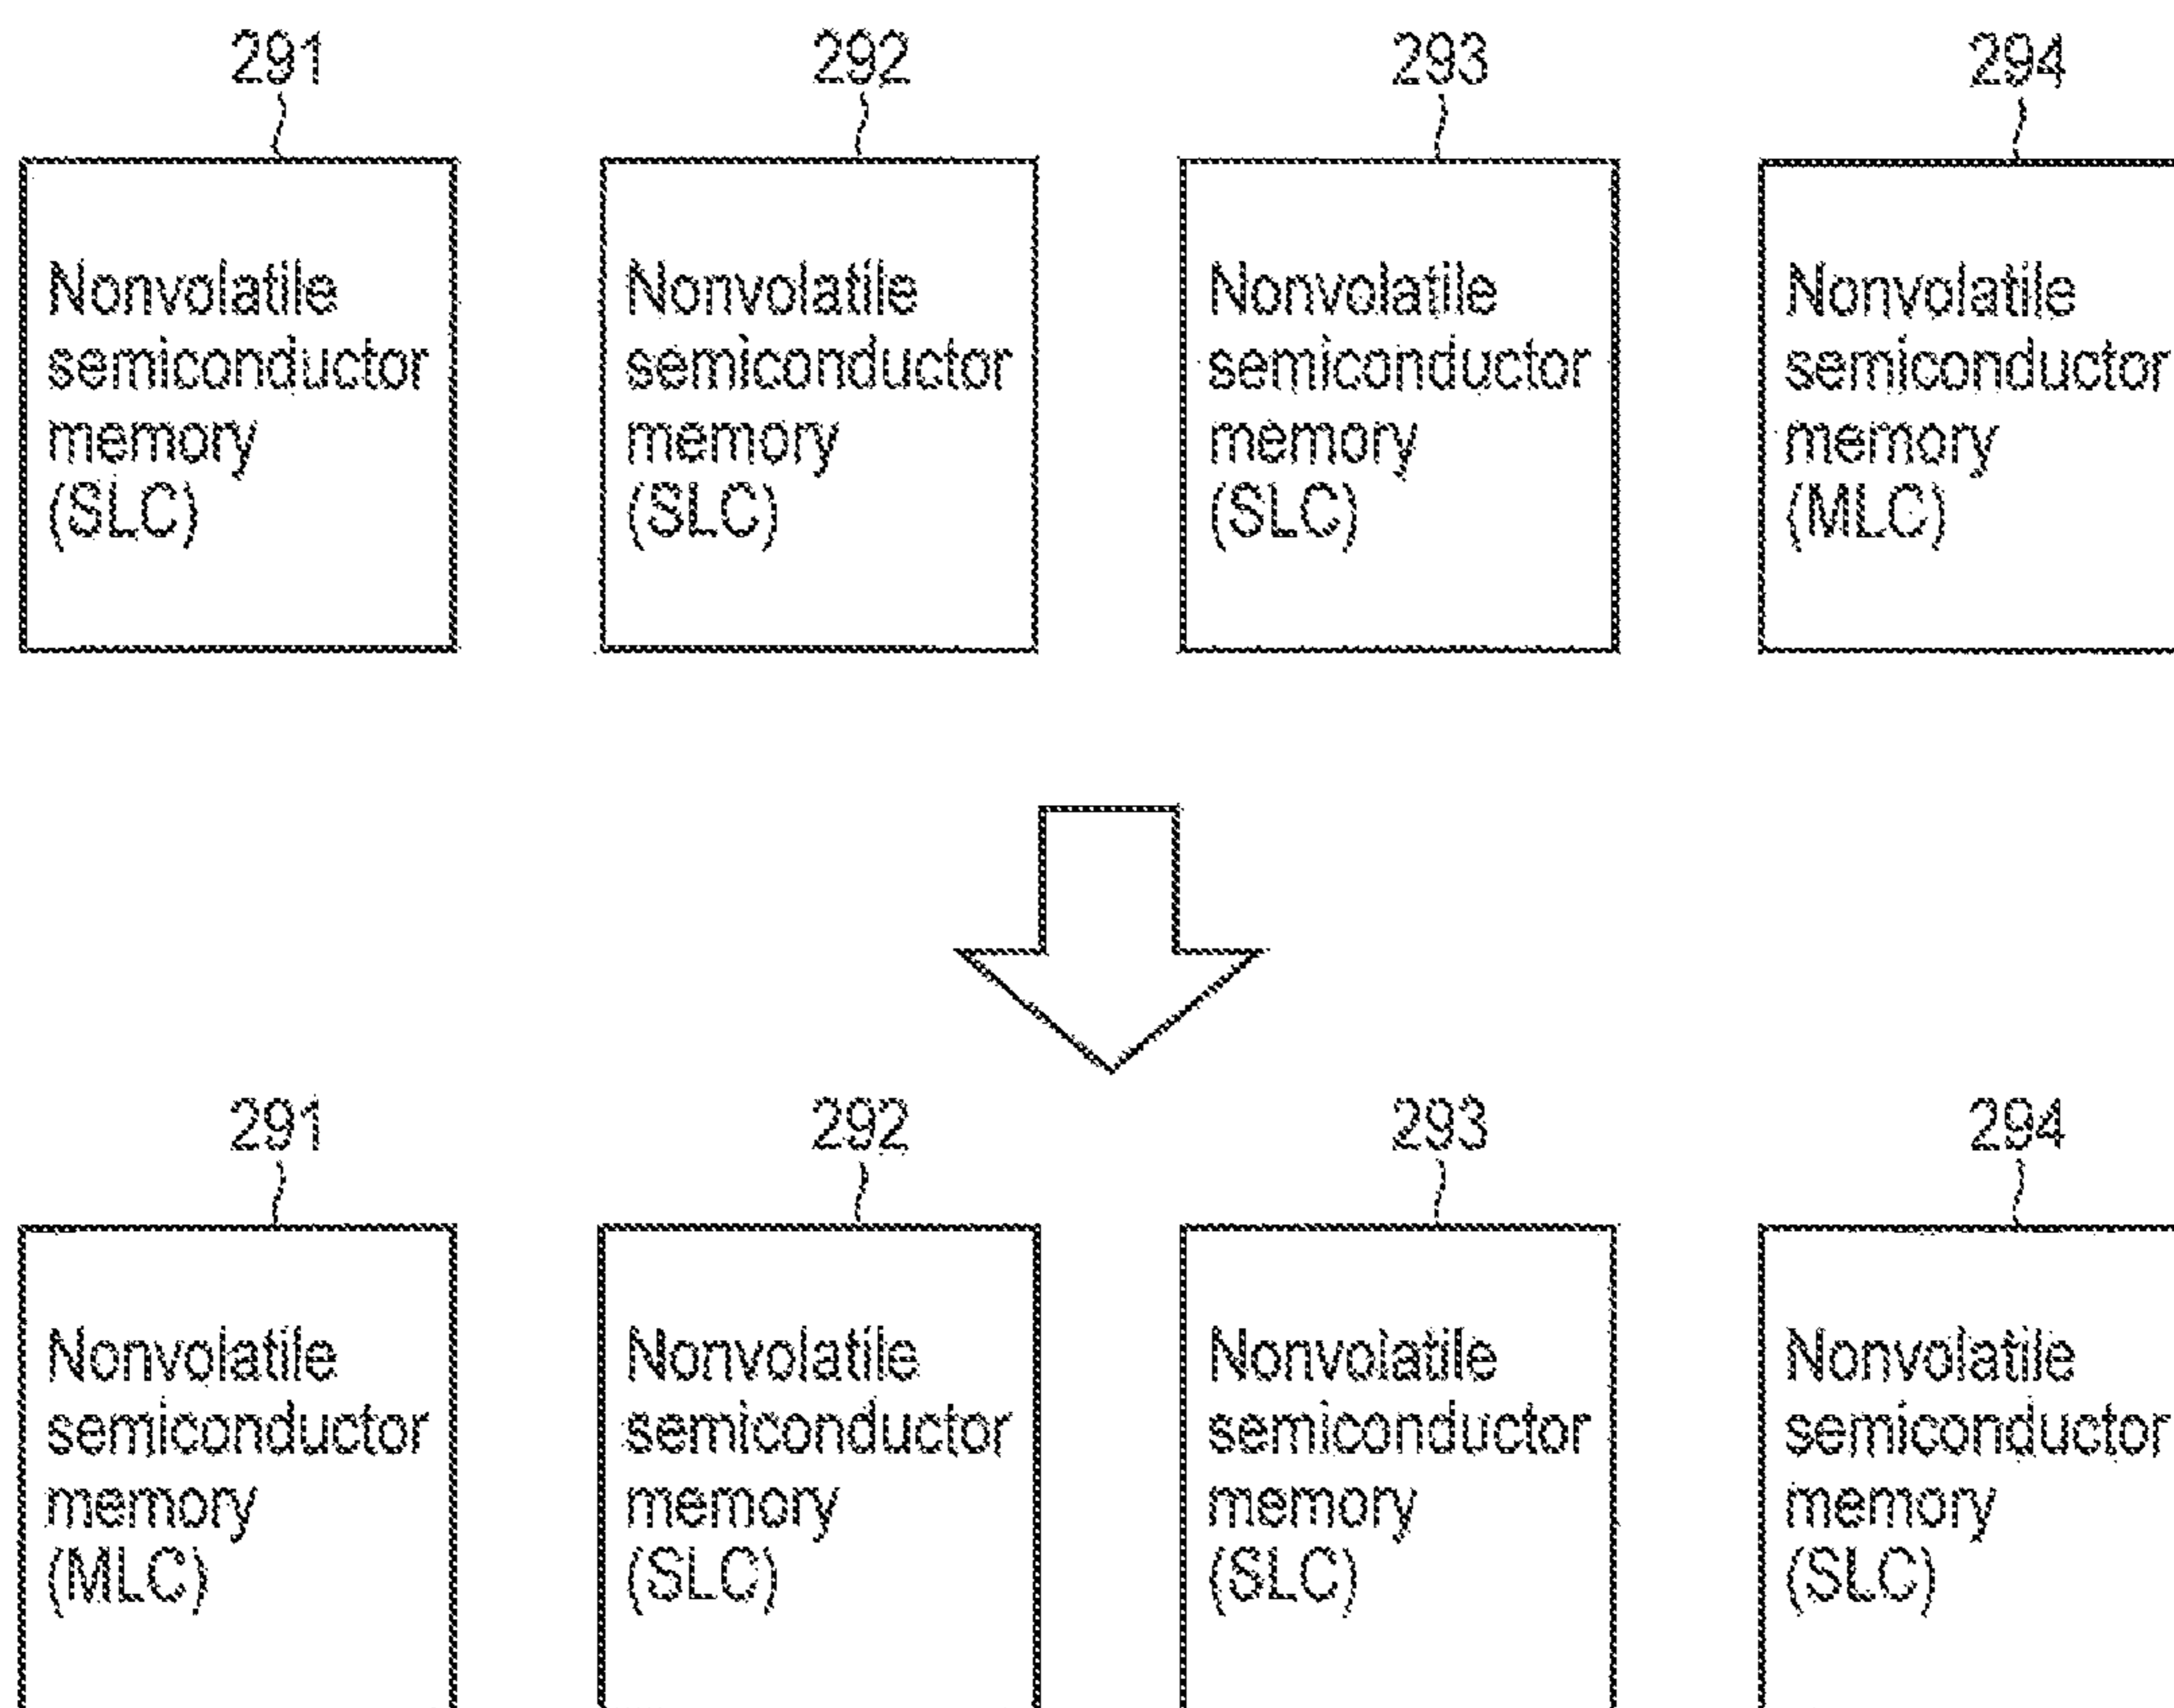 291 292 293 294
Nonvolatile Nonvolatile Nonvolatile Nonvolatile
semiconductor semiconductor semiconductor semiconductor
memory memory memory memory
(SLC) (SLC) (SLC) (MLC)
291 292 293 294
Nonvolatile Nonvolatile Nonvolatile Nonvolatile
semiconductor semiconductor semiconductor semiconductor
memory memory memory memory
(MLC) (SLC) (SLC) (SLC)